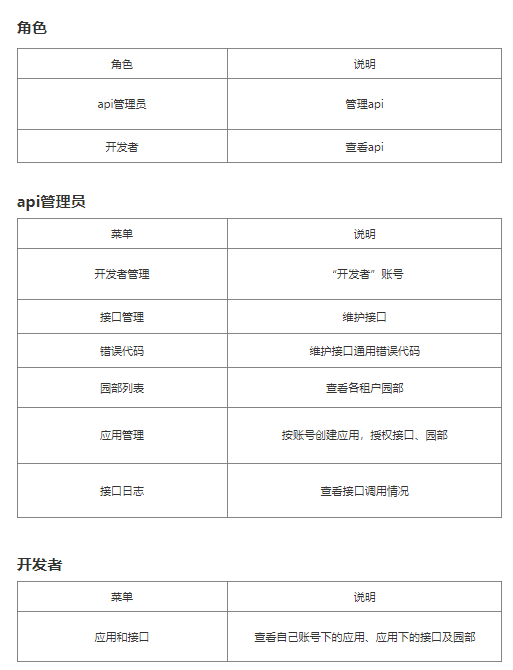 角色
角色 说明
api管理员 管理api
开发者 查看api
api管理员
菜单 说明
开发者管理 “开发者”账号
接口管理 维护接口
错误代码 维护接口通用错误代码
园部列表 查看各租户园部
应用管理 按账号创建应用，授权接口、园部
接口日志 查看接口调用情况
开发者
菜单 说明
应用和接口 查看自己账号下的应用、应用下的接口及园部